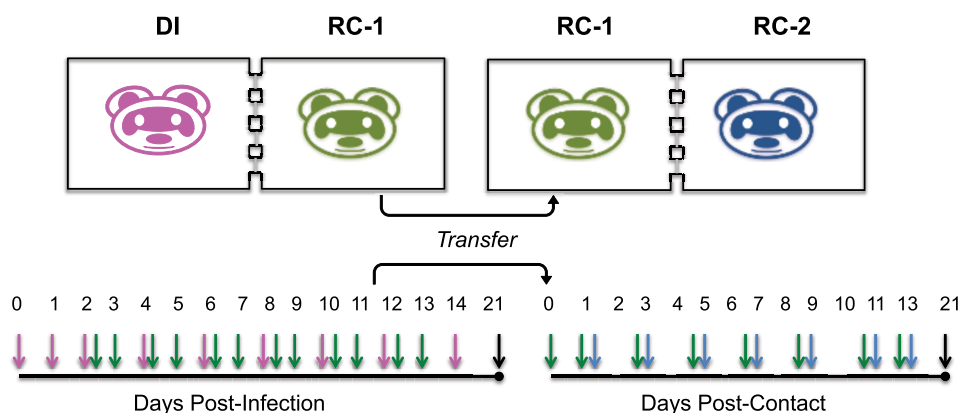 DI RC-1 RC-1 RC-2
Transfer
0 1 2 3 4 5 6 7 8 9 10 11 12 13 14 21 0 1 2 3 4 5 6 7 8 9 10 11 13 21
Days Post-Infection Days Post-Contact